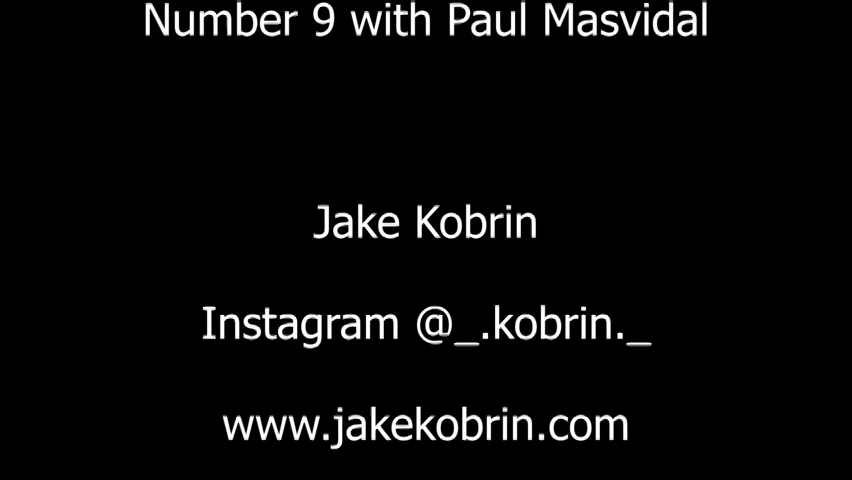 Number 9 with Paul Masvidal
Jake Kobrin
Instagram @_.kobrin._
www.jakekobrin.com